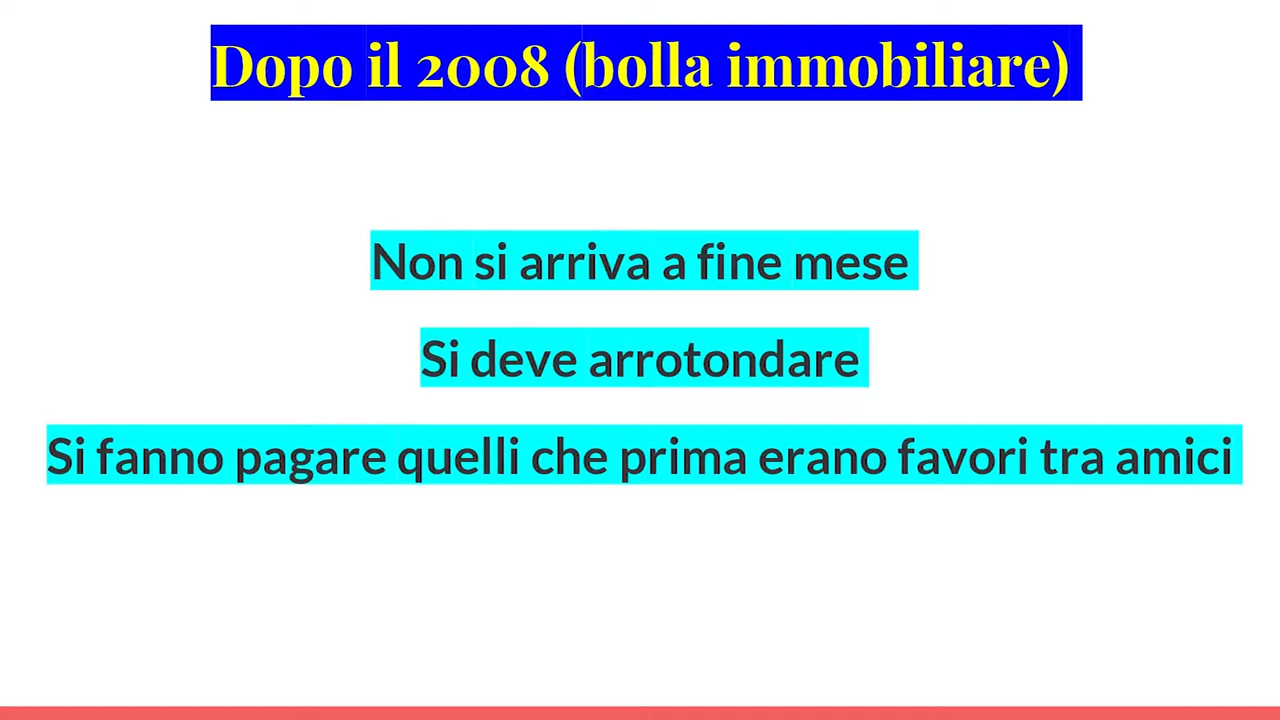 Dopo il 2008 (bolla immobiliare)
Non si arriva a fine mese
Si deve arrotondare
Si fanno pagare quelli che prima erano favori tra amici